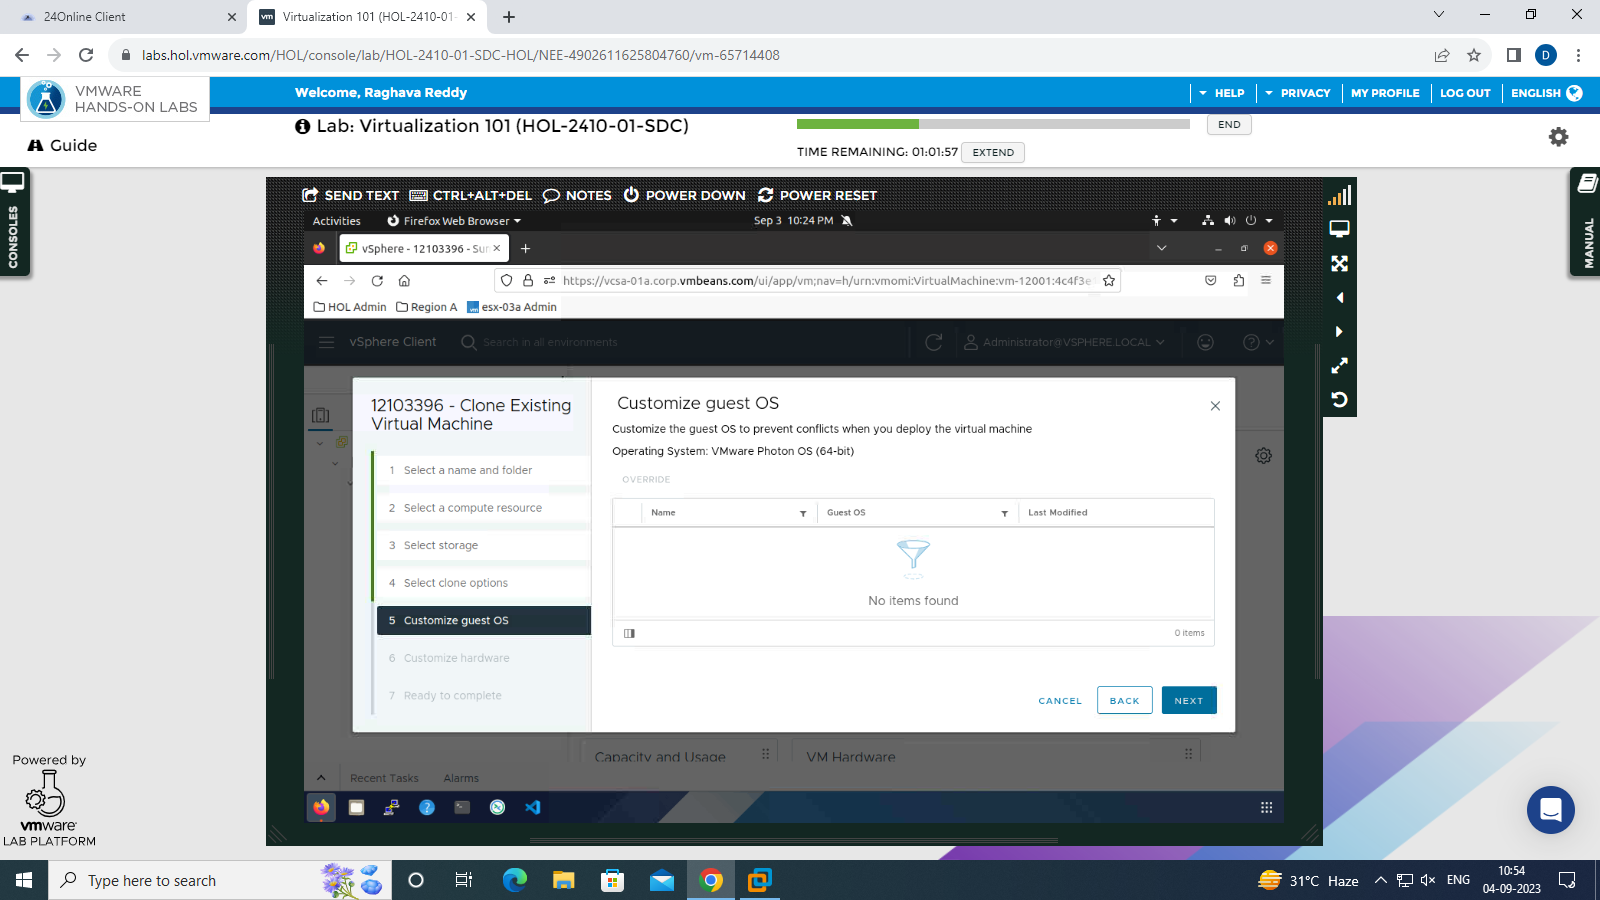 24Online Client
Virtualization 101 (HOL-2410-01-
labs.hol.vmware.com/HOL/console/lab/HOL-2410-01-SDC-HOL/NEE-4902611625804760/vm-65714408
D
VMWARE
HANDS-ON LABS
Welcome, Raghava Reddy
HELP
PRIVACY
MY PROFILE
LOG OUT
ENGLISH
Lab: Virtualization 101 (HOL-2410-01-SDC)
END
Guide
TIME REMAINING: 01:01:57
EXTEND
CONSOLES
MANUAL
SEND TEXT
CTRL+ALT+DEL
NOTES
POWER DOWN
POWER RESET
Activities
Firefox Web Browser
Sep 3 10:24 PM
vSphere - 12103396 - Sur
https://vcsa-01a.corp.vmbeans.com/ui/app/vm;nav=h/urn:vmomi:VirtualMachine:vm-12001:4c4f3e
HOL Admin
Region A
esx-03a Admin
vSphere Client
Search in all environments
Administrator@VSPHERE.LOCAL
12103396 - Clone Existing
Virtual Machine
1 Select a name and folder
2 Select a compute resource
3 Select storage
4 Select clone options
5 Customize guest OS
6 Customize hardware
7 Ready to complete
Customize guest OS
Customize the guest OS to prevent conflicts when you deploy the virtual machine
Operating System: VMware Photon OS (64-bit)
OVERRIDE
Name
Guest OS
Last Modified
No items found
0 items
CANCEL
BACK
NEXT
Capacity and Usage
VM Hardware
Recent Tasks
Alarms
Powered by
vmware
LAB PLATFORM
Type here to search
31°C Haze
ENG
10:54
04-09-2023